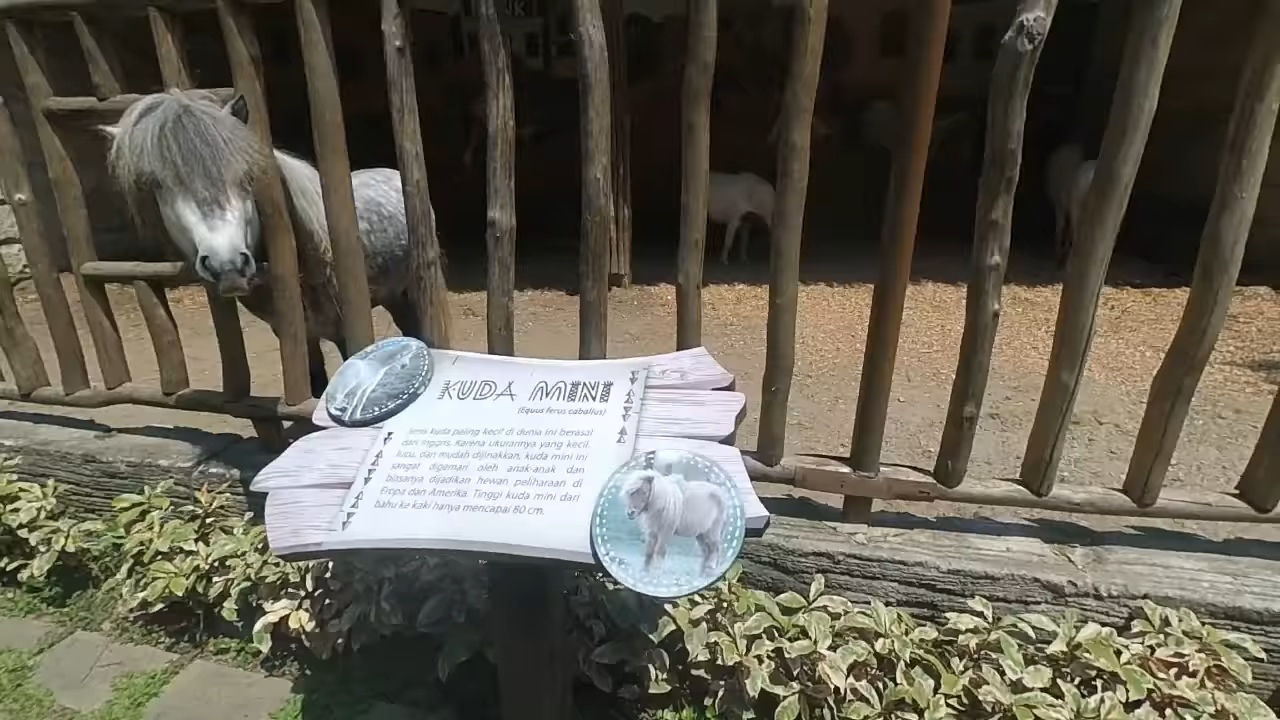 KUDA MINI
(Equus ferus caballus)
Jenis kuda paling kecil di dunia ini berasal
dari Inggris. Karena ukurannya yang kecil,
lucu, dan mudah dijinakkan, kuda mini ini
sangat digemari oleh anak-anak dan
biasanya dijadikan hewan peliharaan di
Eropa dan Amerika. Tinggi kuda mini dari
bahu ke kaki hanya mencapai 80 cm.